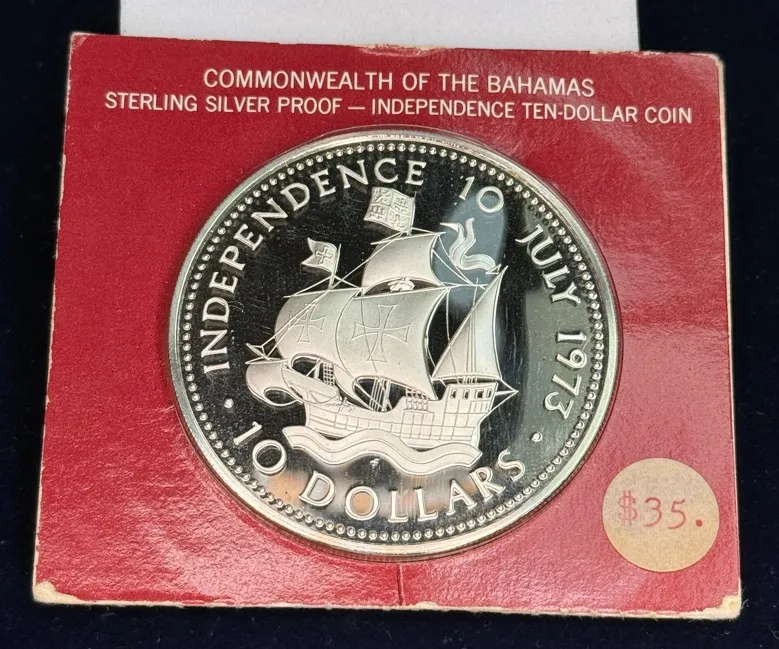 COMMONWEALTH OF THE BAHAMAS
STERLING SILVER PROOF — INDEPENDENCE TEN-DOLLAR COIN
INDEPENDENCE 10 JULY 1973
10 DOLLARS
$35.